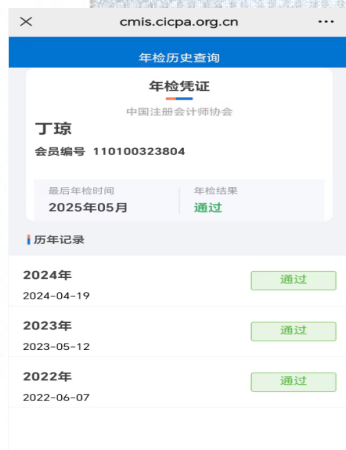 cmis.cicpa.org.cn
年检历史查询
年检凭证
中国注册会计师协会
丁琼
会员编号 110100323804
最后年检时间 年检结果
2025年05月 通过
历年记录
2024年 通过
2024-04-19
2023年 通过
2023-05-12
2022年 通过
2022-06-07